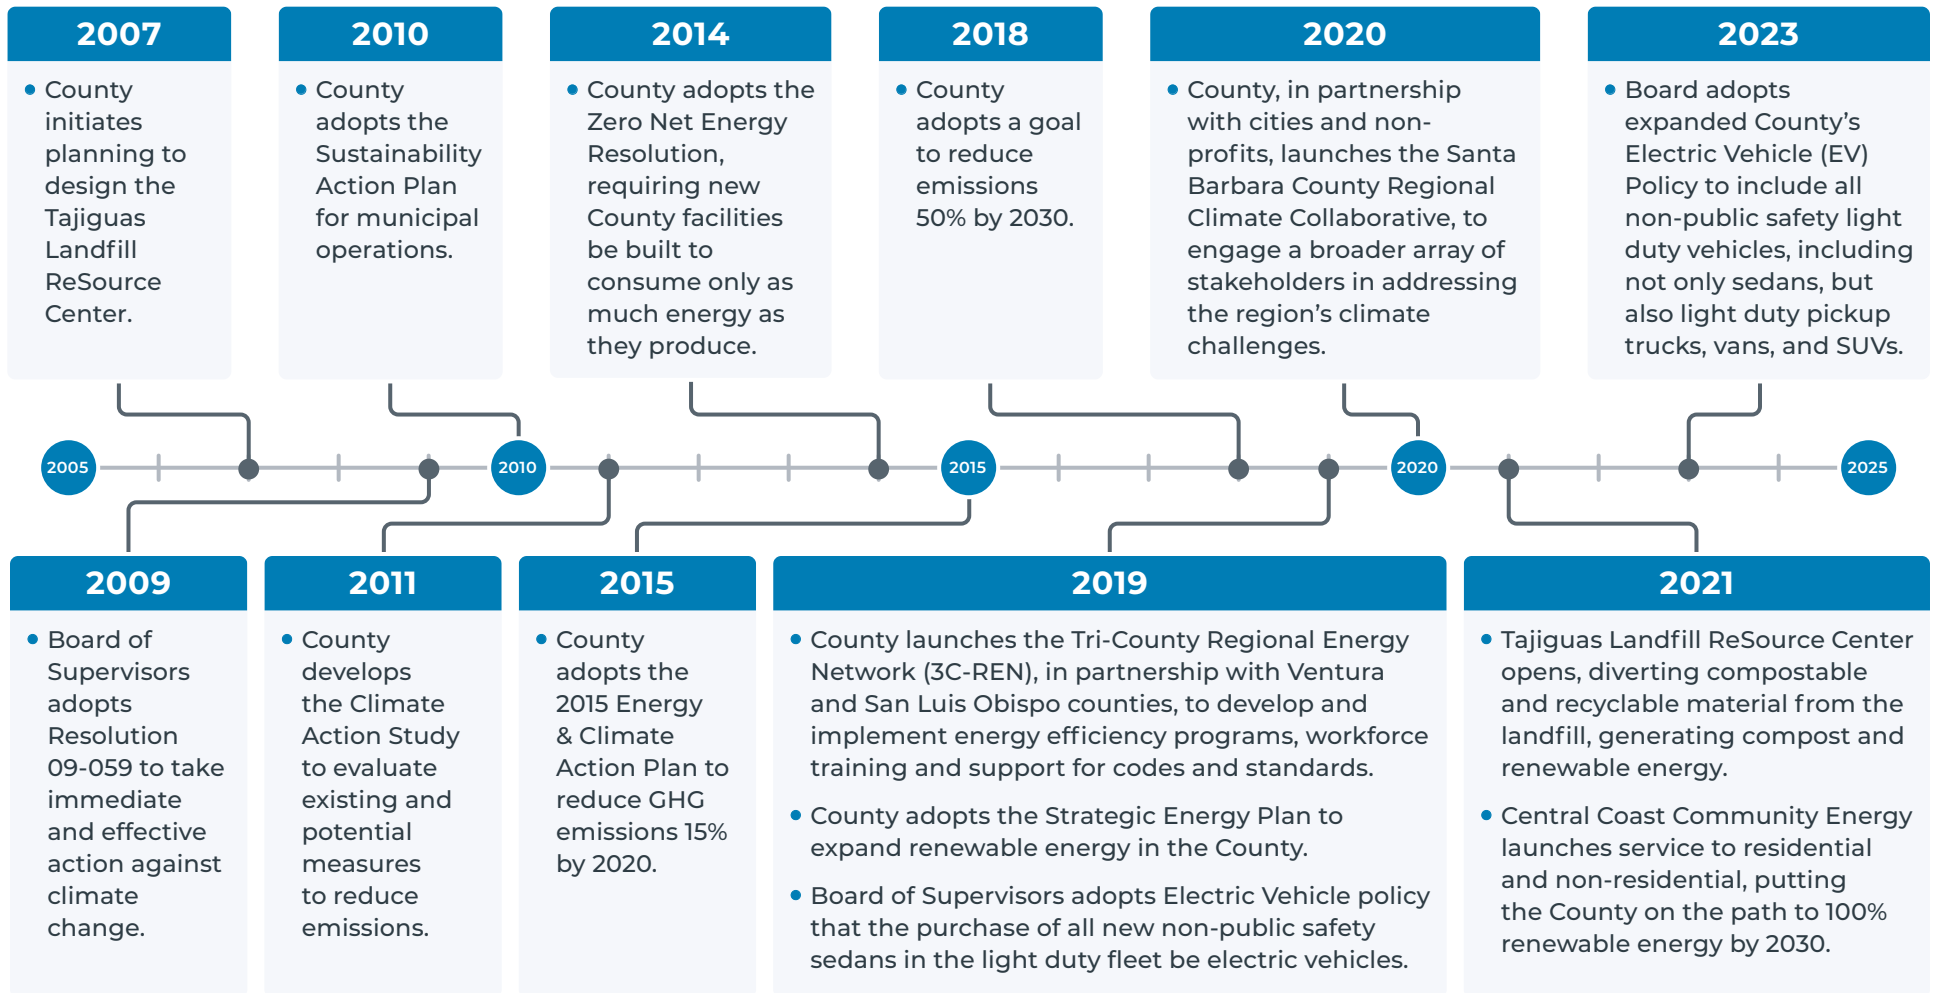 2007
• County
initiates
planning to
design the
Tajiguas
Landfill
ReSource
Center.
2010
• County
adopts the
Sustainability
Action Plan
for municipal
operations.
2014
• County adopts the
Zero Net Energy
Resolution,
requiring new
County facilities
be built to
consume only as
much energy as
they produce.
2018
• County
adopts a goal
to reduce
emissions
50% by 2030.
2020
• County, in partnership
with cities and non-
profits, launches the Santa
Barbara County Regional
Climate Collaborative, to
engage a broader array of
stakeholders in addressing
the region’s climate
challenges.
2023
• Board adopts
expanded County’s
Electric Vehicle (EV)
Policy to include all
non-public safety light
duty vehicles, including
not only sedans, but
also light duty pickup
trucks, vans, and SUVs.
2005
2010
2015
2020
2025
2009
• Board of
Supervisors
adopts
Resolution
09-059 to take
immediate
and effective
action against
climate
change.
2011
• County
develops
the Climate
Action Study
to evaluate
existing and
potential
measures
to reduce
emissions.
2015
• County
adopts the
2015 Energy
& Climate
Action Plan to
reduce GHG
emissions 15%
by 2020.
2019
• County launches the Tri-County Regional Energy
Network (3C-REN), in partnership with Ventura
and San Luis Obispo counties, to develop and
implement energy efficiency programs, workforce
training and support for codes and standards.
• County adopts the Strategic Energy Plan to
expand renewable energy in the County.
• Board of Supervisors adopts Electric Vehicle policy
that the purchase of all new non-public safety
sedans in the light duty fleet be electric vehicles.
2021
• Tajiguas Landfill ReSource Center
opens, diverting compostable
and recyclable material from the
landfill, generating compost and
renewable energy.
• Central Coast Community Energy
launches service to residential
and non-residential, putting
the County on the path to 100%
renewable energy by 2030.